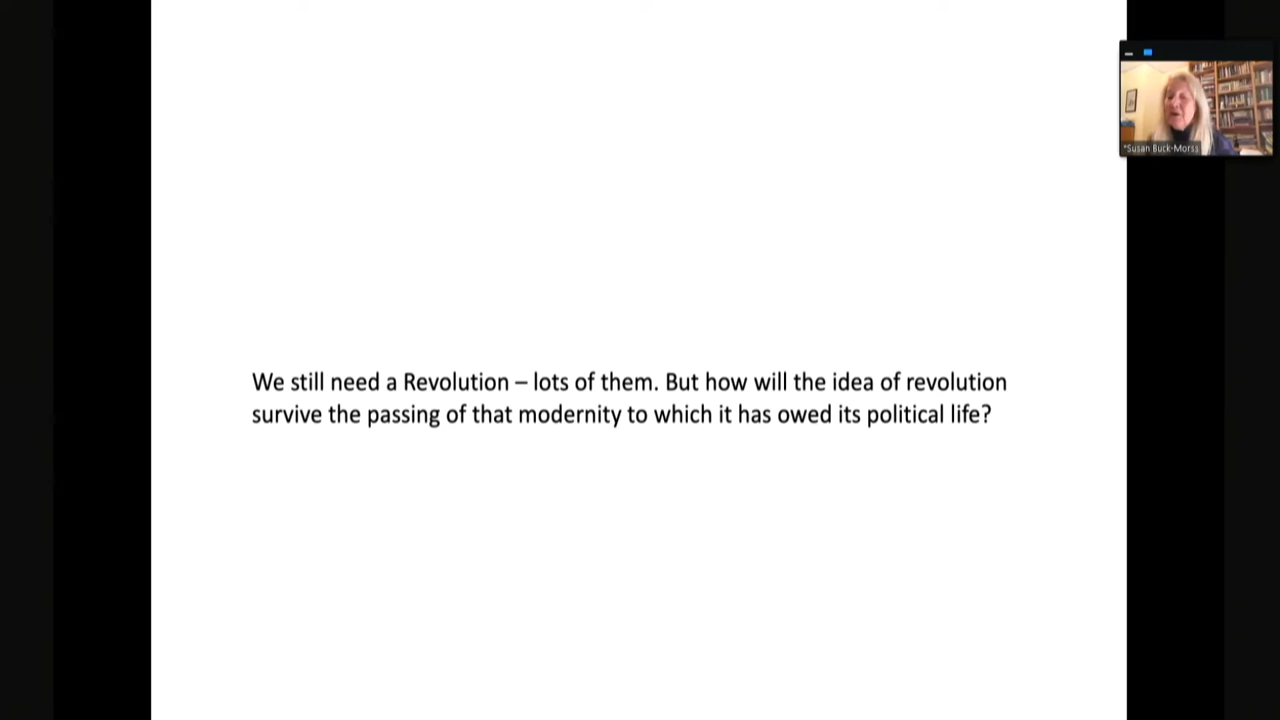 We still need a Revolution – lots of them. But how will the idea of revolution
survive the passing of that modernity to which it has owed its political life?
*Susan Buck-Morss